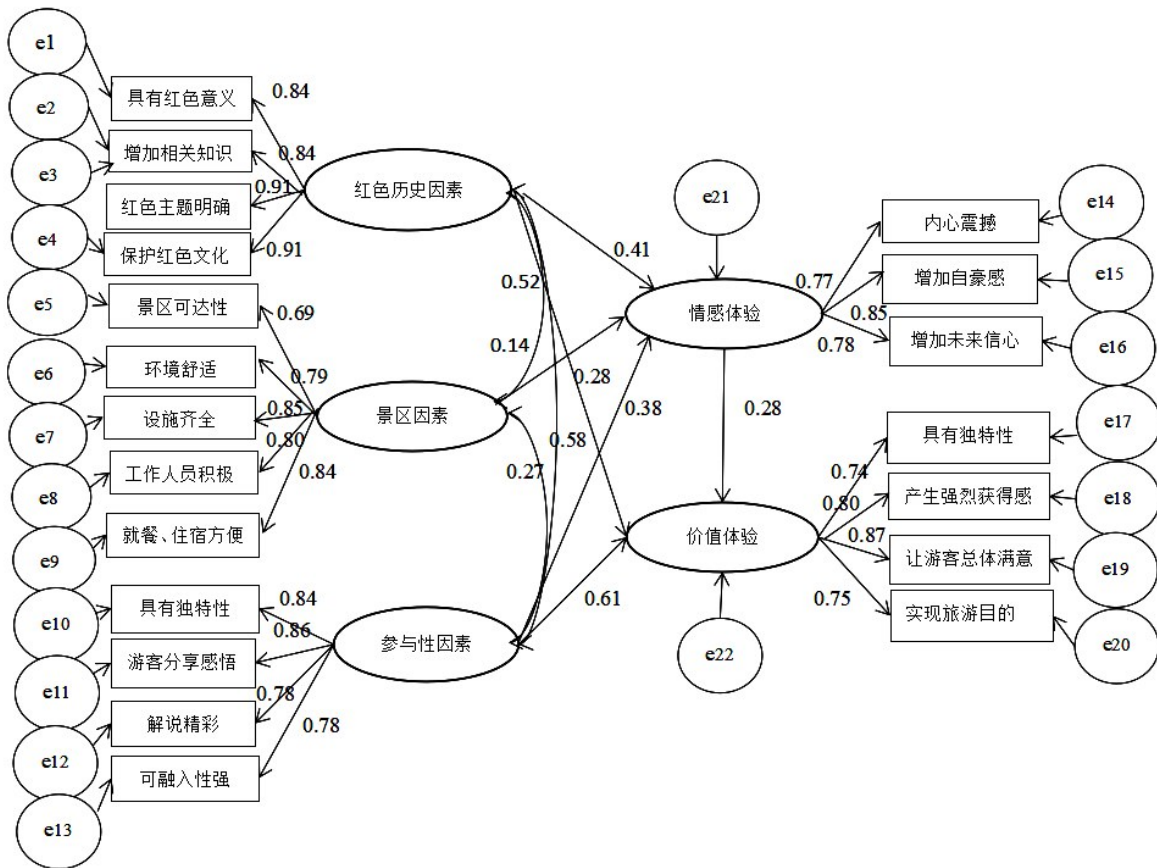 e1
具有红色意义
0.84
e2
增加相关知识
0.84
e3
红色主题明确
0.91
e4
保护红色文化
0.91
e5
景区可达性
0.69
e6
环境舒适
0.79
e7
设施齐全
0.85
e8
工作人员积极
0.80
e9
就餐、住宿方便
0.84
e10
具有独特性
0.84
e11
游客分享感悟
0.86
e12
解说精彩
0.78
e13
可融入性强
0.78
红色历史因素
景区因素
参与性因素
0.52
0.14
0.58
0.27
0.41
0.28
0.38
0.61
e21
情感体验
0.28
价值体验
e22
0.77
内心震撼
e14
0.85
增加自豪感
e15
0.78
增加未来信心
e16
0.74
具有独特性
e17
0.80
产生强烈获得感
e18
0.87
让游客总体满意
e19
0.75
实现旅游目的
e20